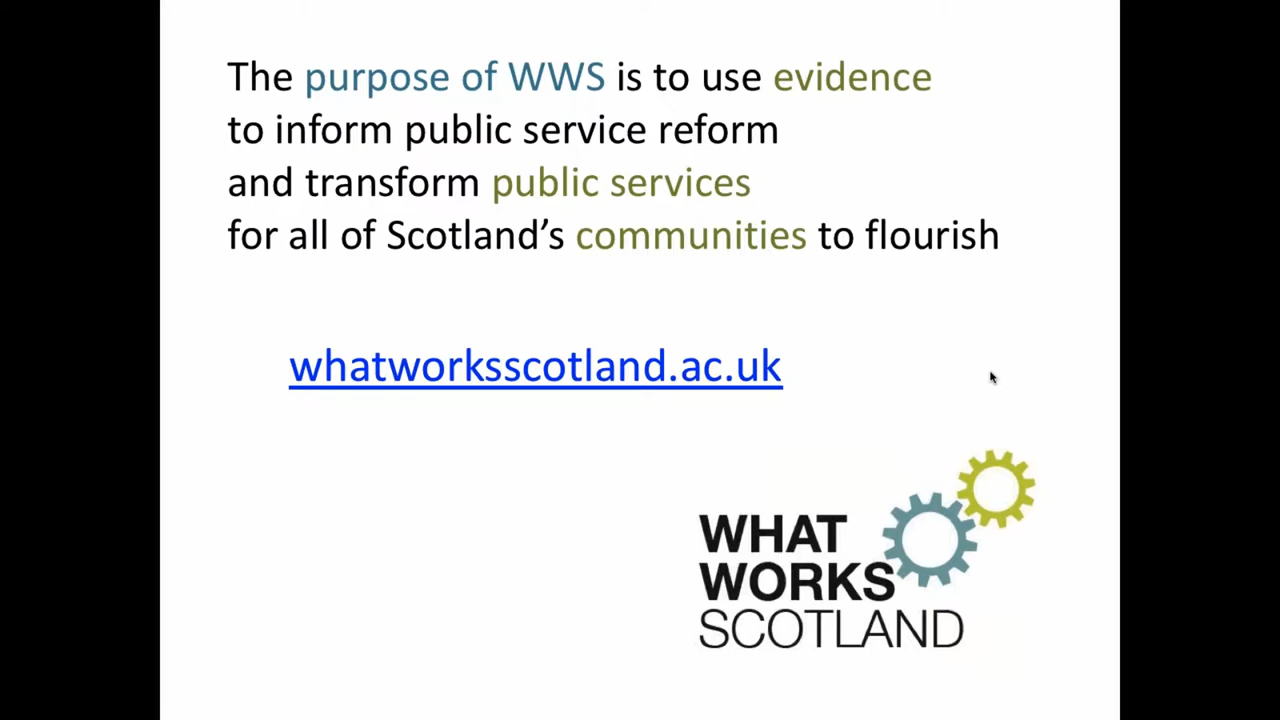 The purpose of WWS is to use evidence
to inform public service reform
and transform public services
for all of Scotland’s communities to flourish
whatworksscotland.ac.uk
WHAT
WORKS
SCOTLAND